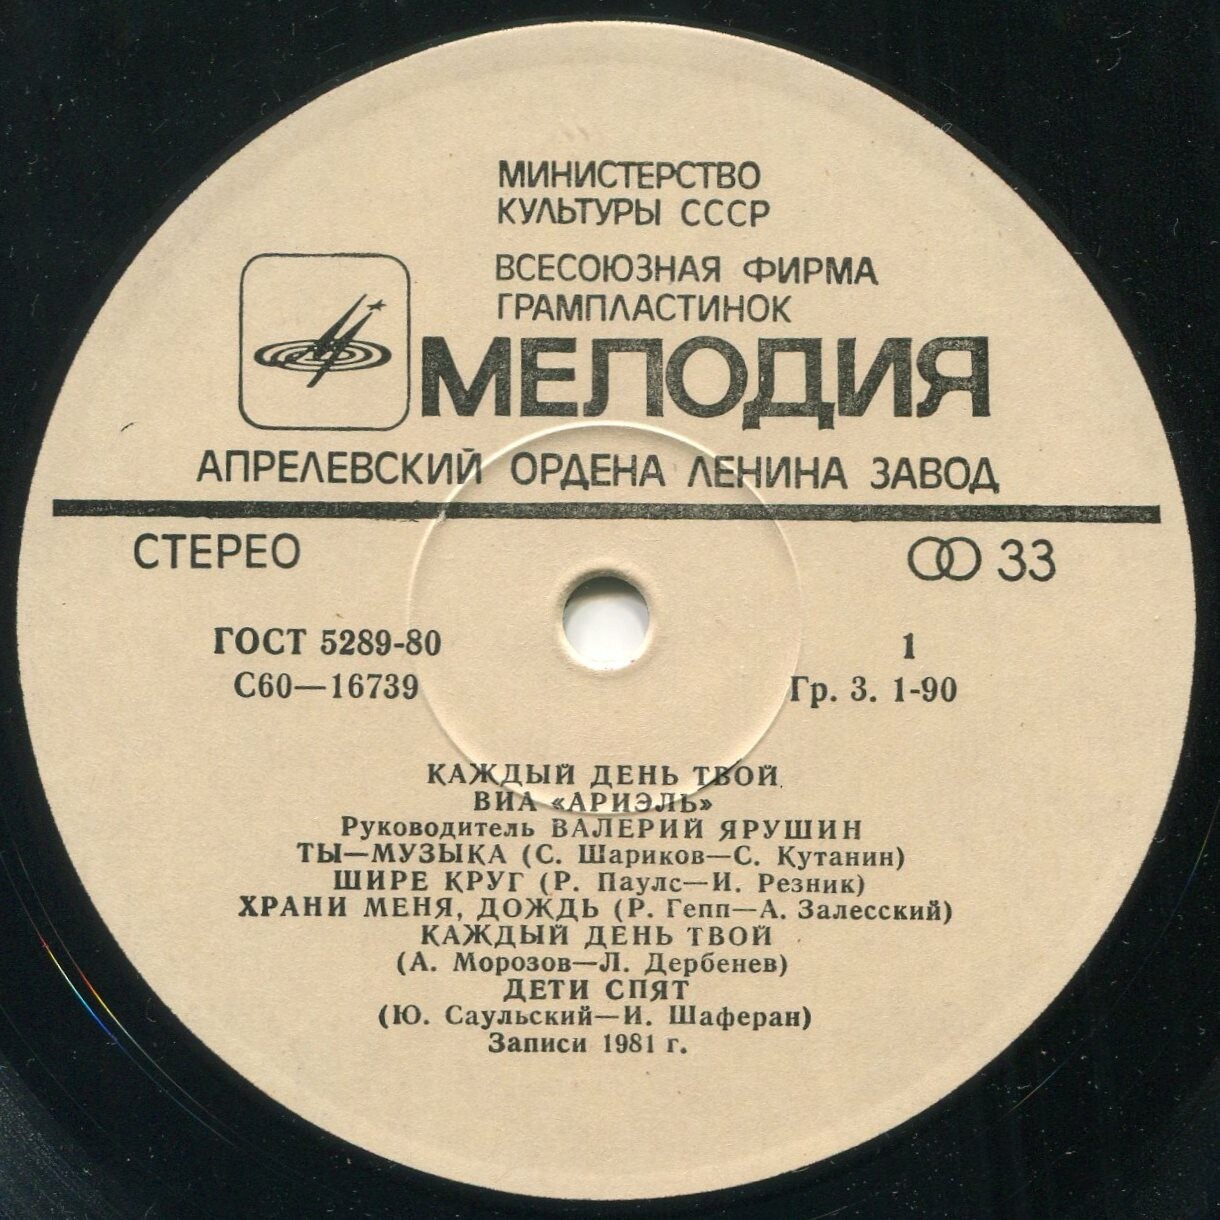 МИНИСТЕРСТВО
КУЛЬТУРЫ СССР
ВСЕСОЮЗНАЯ ФИРМА
ГРАМПЛАСТИНОК
МЕЛОДИЯ
АПРЕЛЕВСКИЙ ОРДЕНА ЛЕНИНА ЗАВОД
СТЕРЕО
33
ГОСТ 5289-80
1
С60—16739
Гр. 3. 1-90
КАЖДЫЙ ДЕНЬ ТВОЙ
ВИА «АРИЭЛЬ»
Руководитель ВАЛЕРИЙ ЯРУШИН
ТЫ—МУЗЫКА (С. Шариков—С. Кутанин)
ШИРЕ КРУГ (Р. Паулс—И. Резник)
ХРАНИ МЕНЯ, ДОЖДЬ (Р. Гепп—А. Залесский)
КАЖДЫЙ ДЕНЬ ТВОЙ
(А. Морозов—Л. Дербенев)
ДЕТИ СПЯТ
(Ю. Саульский—И. Шаферан)
Записи 1981 г.